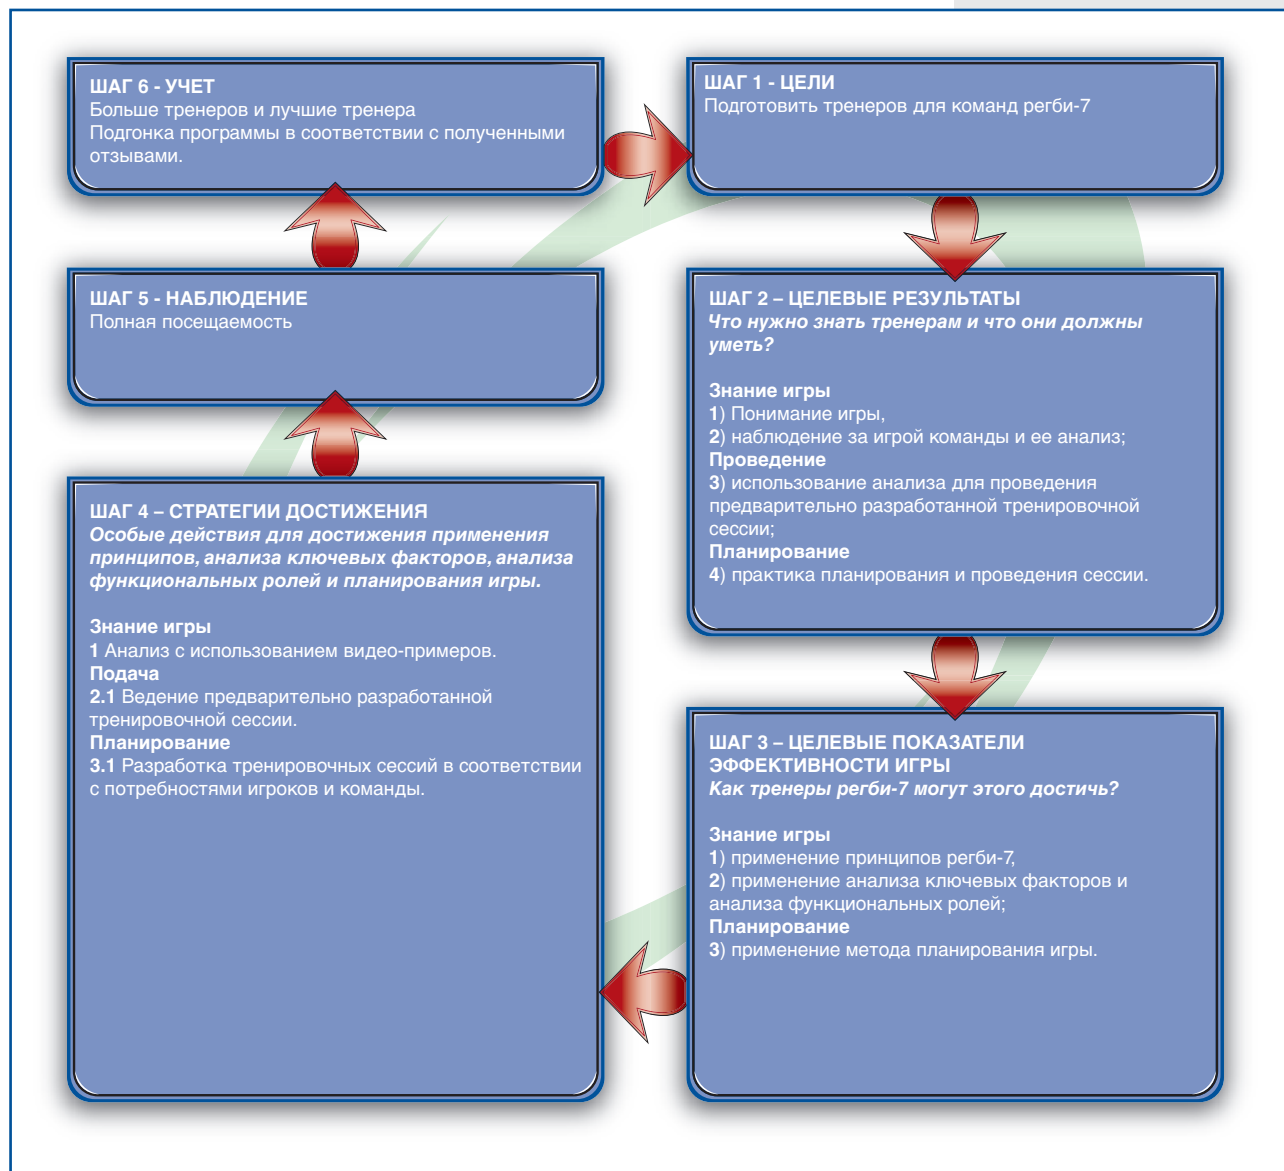 ШАГ 6 - УЧЕТ
Больше тренеров и лучшие тренера
Подгонка программы в соответствии с полученными
отзывами.
ШАГ 1 - ЦЕЛИ
Подготовить тренеров для команд регби-7
ШАГ 5 - НАБЛЮДЕНИЕ
Полная посещаемость
ШАГ 2 – ЦЕЛЕВЫЕ РЕЗУЛЬТАТЫ
Что нужно знать тренерам и что они должны
уметь?
Знание игры
1) Понимание игры,
2) наблюдение за игрой команды и ее анализ;
Проведение
3) использование анализа для проведения
предварительно разработанной тренировочной
сессии;
Планирование
4) практика планирования и проведения сессии.
ШАГ 4 – СТРАТЕГИИ ДОСТИЖЕНИЯ
Особые действия для достижения применения
принципов, анализа ключевых факторов, анализа
функциональных ролей и планирования игры.
Знание игры
1 Анализ с использованием видео-примеров.
Подача
2.1 Ведение предварительно разработанной
тренировочной сессии.
Планирование
3.1 Разработка тренировочных сессий в соответствии
с потребностями игроков и команды.
ШАГ 3 – ЦЕЛЕВЫЕ ПОКАЗАТЕЛИ
ЭФФЕКТИВНОСТИ ИГРЫ
Как тренеры регби-7 могут этого достичь?
Знание игры
1) применение принципов регби-7,
2) применение анализа ключевых факторов и
анализа функциональных ролей;
Планирование
3) применение метода планирования игры.